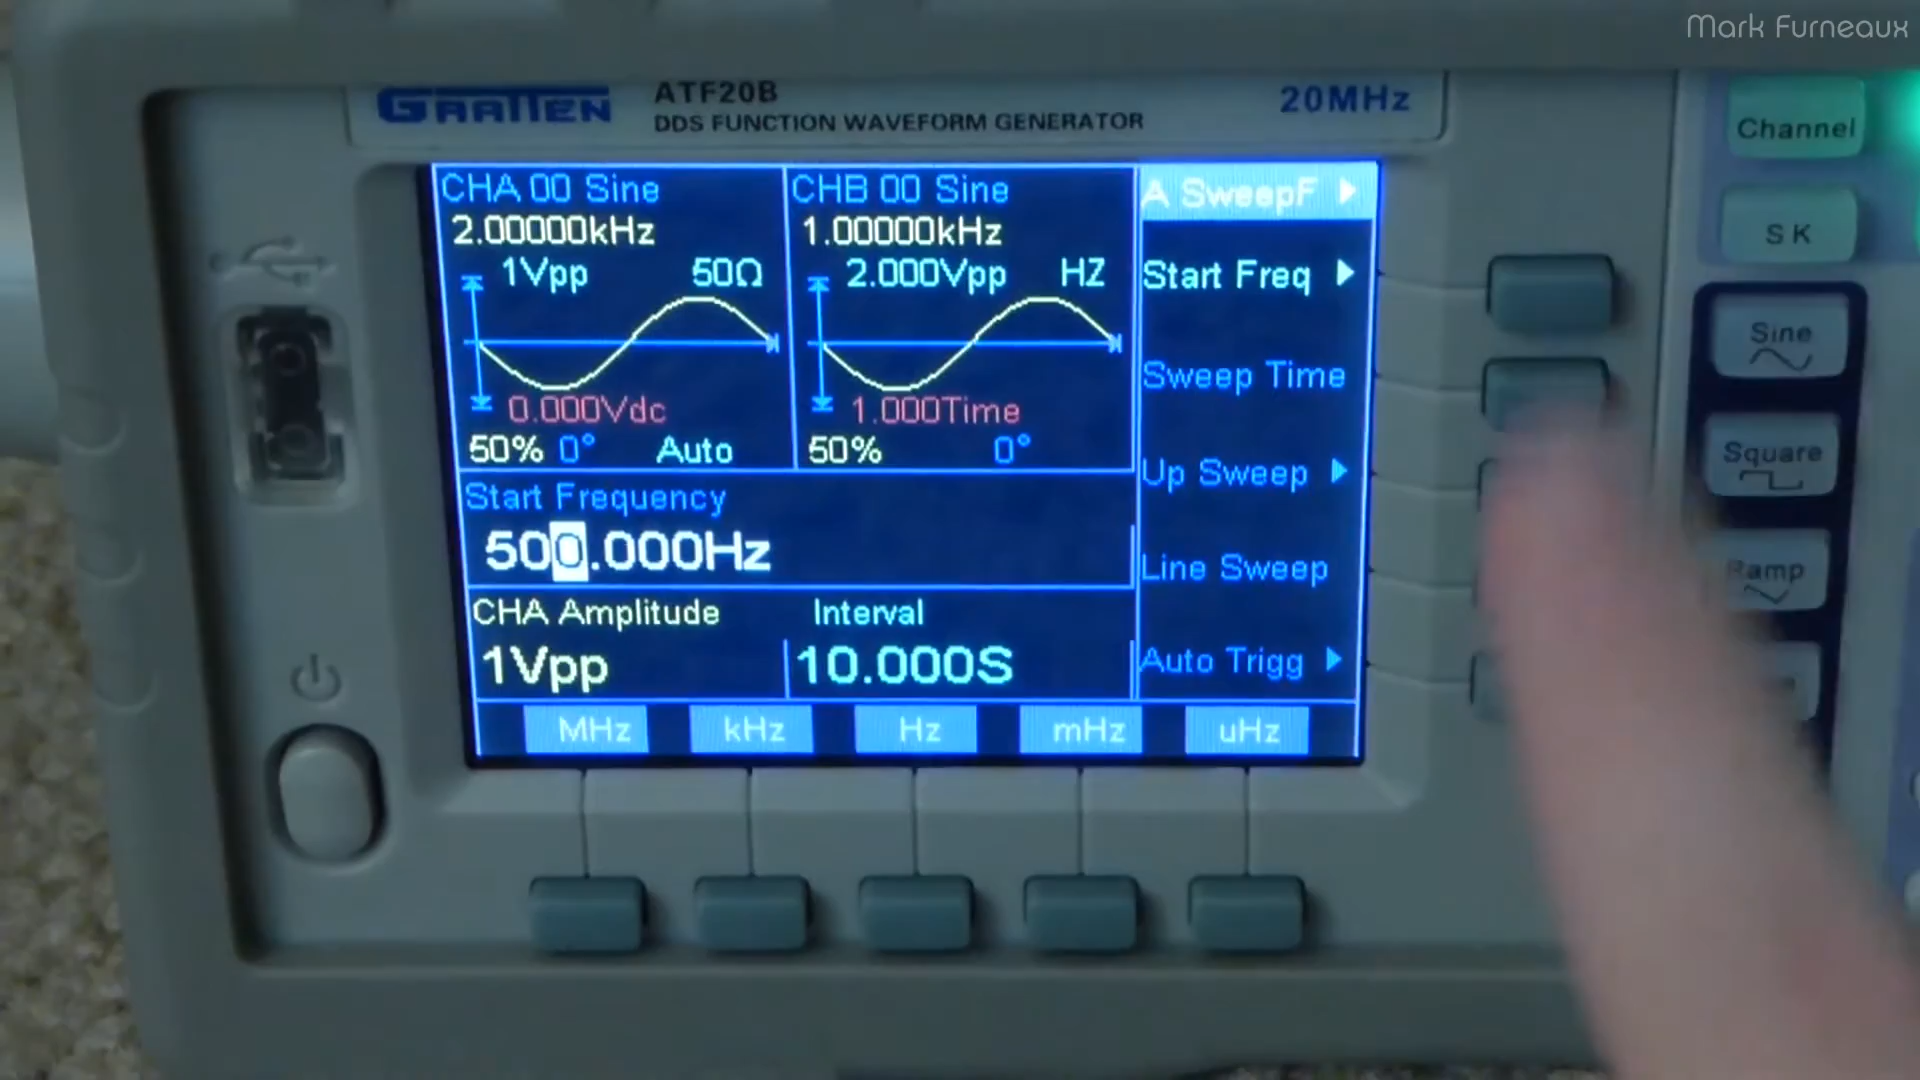 Mark Furneaux
GRATTEN
ATF20B
DDS FUNCTION WAVEFORM GENERATOR
20MHz
CHA 00 Sine
2.00000kHz
1Vpp 50Ω
0.000Vdc
50% 0° Auto
CHB 00 Sine
1.00000kHz
2.000Vpp HZ
1.000Time
50% 0°
Start Frequency
500.000Hz
CHA Amplitude
1Vpp
Interval
10.000S
A SweepF
Start Freq
Sweep Time
Up Sweep
Line Sweep
Auto Trigg
MHz kHz Hz mHz uHz
Channel
SK
Sine
Square
Ramp